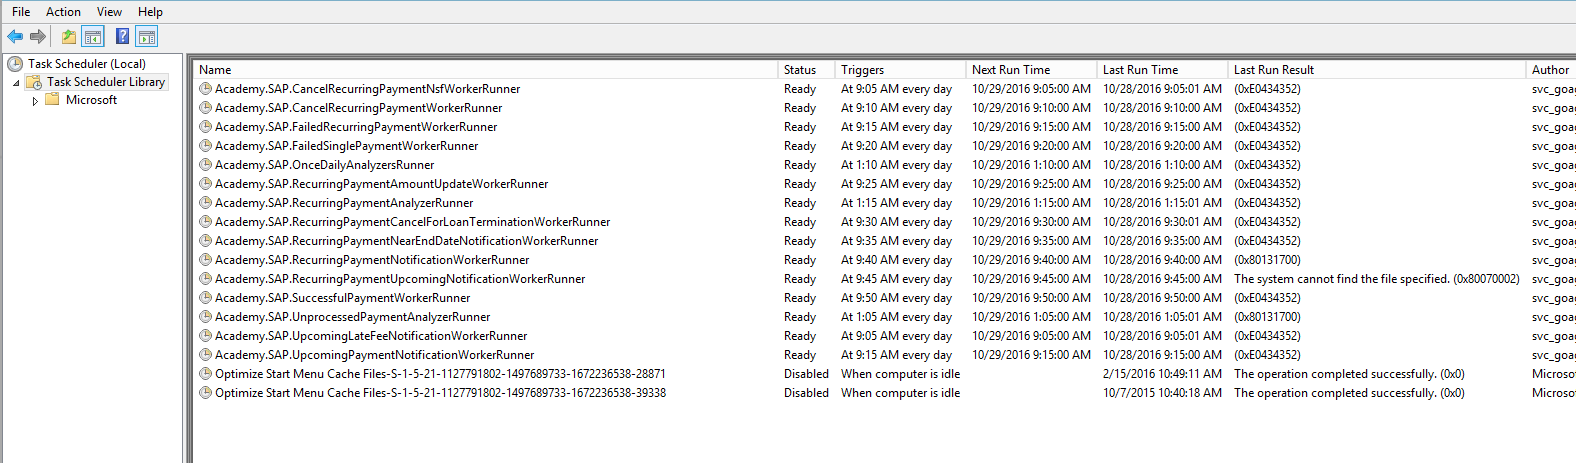 File Action View Help
Task Scheduler (Local)
Task Scheduler Library
Microsoft
Name Status Triggers Next Run Time Last Run Time Last Run Result Author
Academy.SAP.CancelRecurringPaymentNsfWorkerRunner Ready At 9:05 AM every day 10/29/2016 9:05:00 AM 10/28/2016 9:05:01 AM (0xE0434352) svc_goag
Academy.SAP.CancelRecurringPaymentWorkerRunner Ready At 9:10 AM every day 10/29/2016 9:10:00 AM 10/28/2016 9:10:00 AM (0xE0434352) svc_goag
Academy.SAP.FailedRecurringPaymentWorkerRunner Ready At 9:15 AM every day 10/29/2016 9:15:00 AM 10/28/2016 9:15:00 AM (0xE0434352) svc_goag
Academy.SAP.FailedSinglePaymentWorkerRunner Ready At 9:20 AM every day 10/29/2016 9:20:00 AM 10/28/2016 9:20:00 AM (0xE0434352) svc_goag
Academy.SAP.OnceDailyAnalyzersRunner Ready At 1:10 AM every day 10/29/2016 1:10:00 AM 10/28/2016 1:10:00 AM (0xE0434352) svc_goag
Academy.SAP.RecurringPaymentAmountUpdateWorkerRunner Ready At 9:25 AM every day 10/29/2016 9:25:00 AM 10/28/2016 9:25:00 AM (0xE0434352) svc_goag
Academy.SAP.RecurringPaymentAnalyzerRunner Ready At 1:15 AM every day 10/29/2016 1:15:00 AM 10/28/2016 1:15:01 AM (0xE0434352) svc_goag
Academy.SAP.RecurringPaymentCancelForLoanTerminationWorkerRunner Ready At 9:30 AM every day 10/29/2016 9:30:00 AM 10/28/2016 9:30:01 AM (0xE0434352) svc_goag
Academy.SAP.RecurringPaymentNearEndDateNotificationWorkerRunner Ready At 9:35 AM every day 10/29/2016 9:35:00 AM 10/28/2016 9:35:00 AM (0xE0434352) svc_goag
Academy.SAP.RecurringPaymentNotificationWorkerRunner Ready At 9:40 AM every day 10/29/2016 9:40:00 AM 10/28/2016 9:40:00 AM (0x80131700) svc_goag
Academy.SAP.RecurringPaymentUpcomingNotificationWorkerRunner Ready At 9:45 AM every day 10/29/2016 9:45:00 AM 10/28/2016 9:45:00 AM The system cannot find the file specified. (0x80070002) svc_goag
Academy.SAP.SuccessfulPaymentWorkerRunner Ready At 9:50 AM every day 10/29/2016 9:50:00 AM 10/28/2016 9:50:00 AM (0xE0434352) svc_goag
Academy.SAP.UnprocessedPaymentAnalyzerRunner Ready At 1:05 AM every day 10/29/2016 1:05:00 AM 10/28/2016 1:05:01 AM (0x80131700) svc_goag
Academy.SAP.UpcomingLateFeeNotificationWorkerRunner Ready At 9:05 AM every day 10/29/2016 9:05:00 AM 10/28/2016 9:05:01 AM (0xE0434352) svc_goag
Academy.SAP.UpcomingPaymentNotificationWorkerRunner Ready At 9:15 AM every day 10/29/2016 9:15:00 AM 10/28/2016 9:15:00 AM (0xE0434352) svc_goag
Optimize Start Menu Cache Files-S-1-5-21-1127791802-1497689733-1672236538-28871 Disabled When computer is idle 2/15/2016 10:49:11 AM The operation completed successfully. (0x0) Microso
Optimize Start Menu Cache Files-S-1-5-21-1127791802-1497689733-1672236538-39338 Disabled When computer is idle 10/7/2015 10:40:18 AM The operation completed successfully. (0x0) Microso